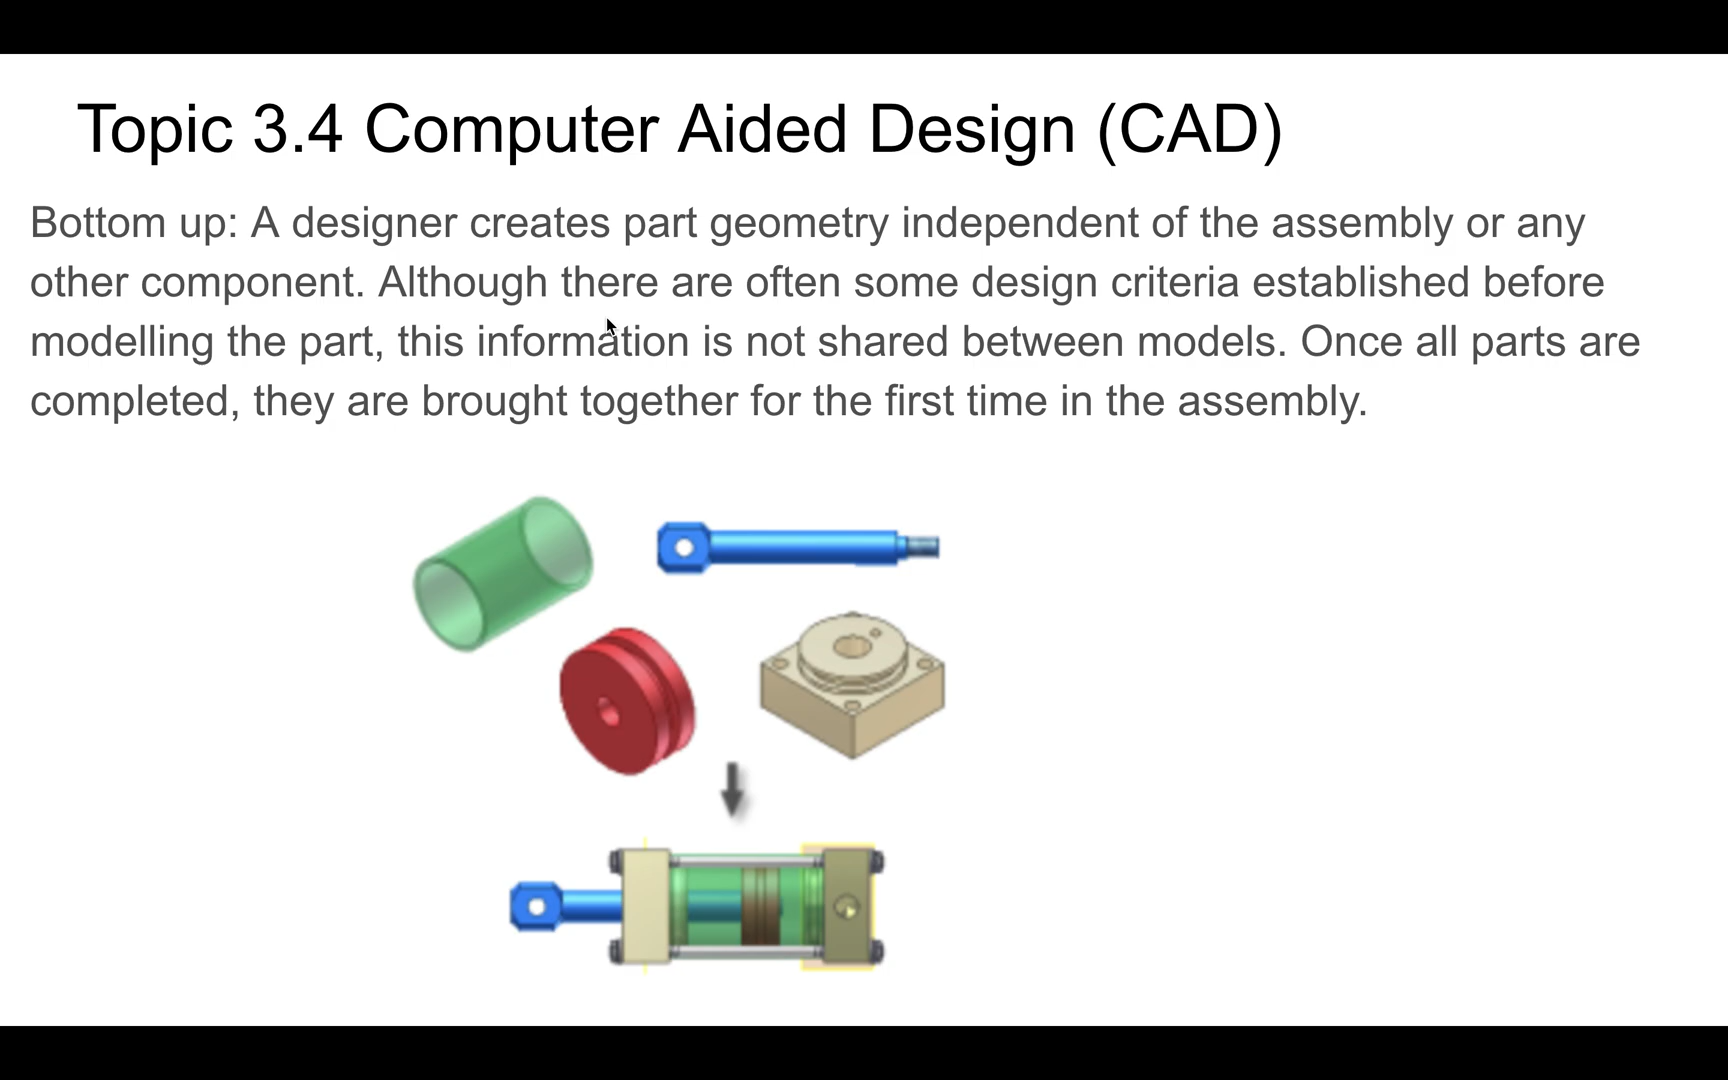 Topic 3.4 Computer Aided Design (CAD)
Bottom up: A designer creates part geometry independent of the assembly or any
other component. Although there are often some design criteria established before
modelling the part, this information is not shared between models. Once all parts are
completed, they are brought together for the first time in the assembly.